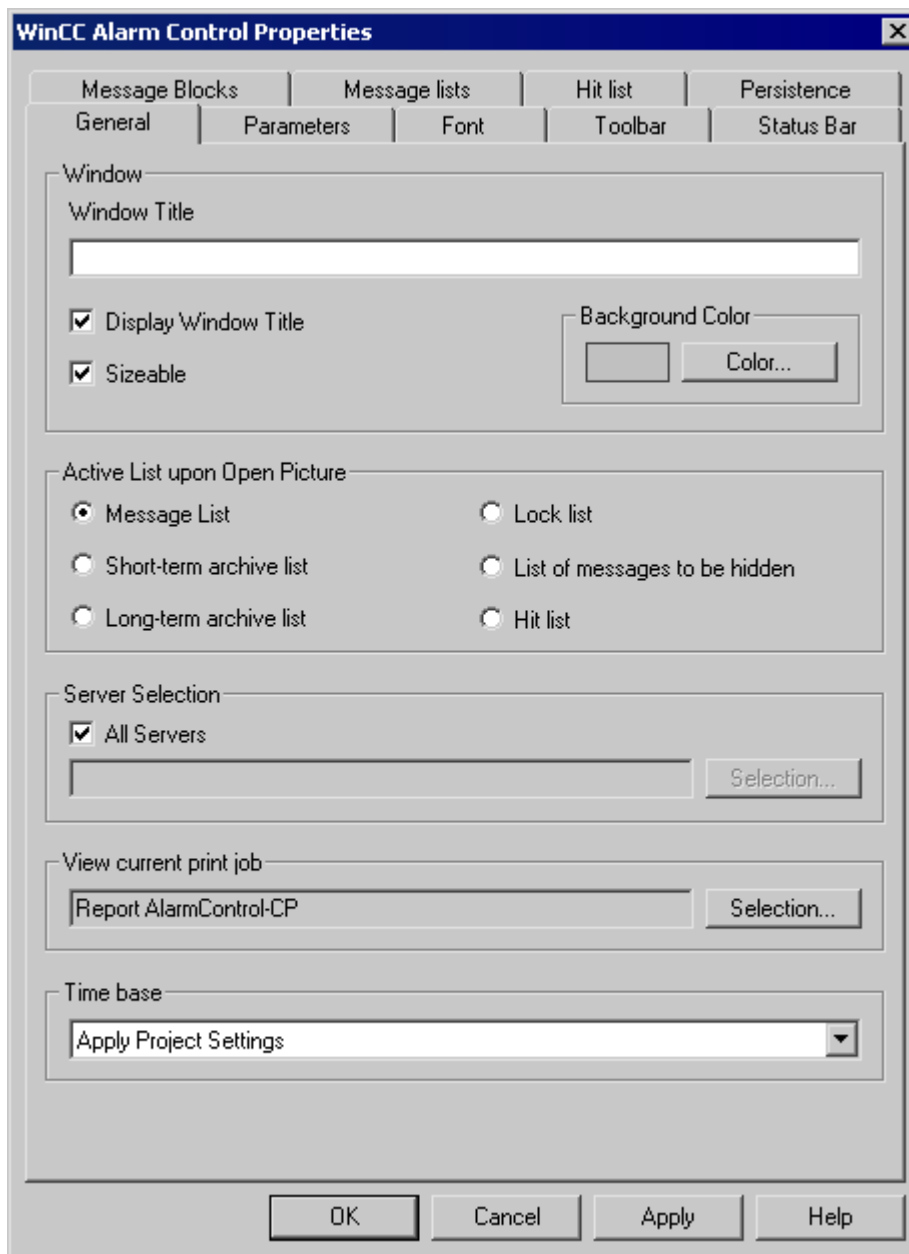 WinCC Alarm Control Properties
Message Blocks Message lists Hit list Persistence
General Parameters Font Toolbar Status Bar
Window
Window Title
Display Window Title
Background Color
Sizeable
Color...
Active List upon Open Picture
Message List
Lock list
Short-term archive list
List of messages to be hidden
Long-term archive list
Hit list
Server Selection
All Servers
Selection...
View current print job
Report AlarmControl-CP
Selection...
Time base
Apply Project Settings
OK Cancel Apply Help